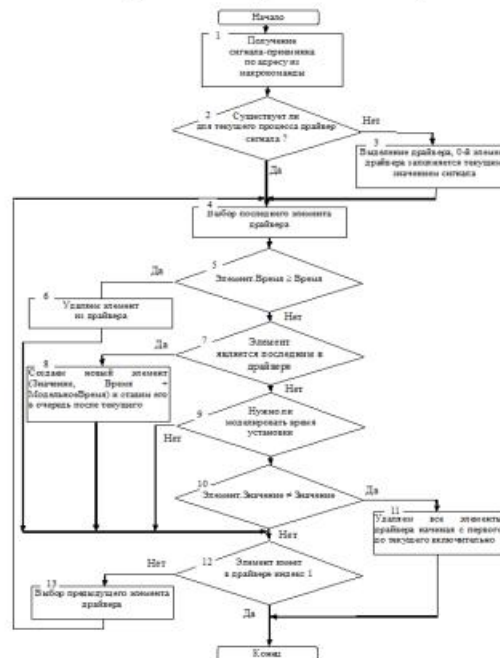 Начало
1
Получение
сигнала-приемника
по адресу из
макрокоманды
2
Существует ли
для текущего процесса драйвер
сигнала ?
Нет
3
Выделение драйвера, 0-й элемент
драйвера заполняется текущим
значением сигнала
Да
4
Выбор последнего элемента
драйвера
5
Да
Элемент.Время ≥ Время
6
Удаляем элемент
из драйвера
Нет
7
Элемент
является последним в
драйвере
Да
8
Создаем новый элемент
(Значение, Время +
МодельноеВремя) и ставим его
в очередь после текущего
Нет
9
Нужно ли
моделировать время
установки
Нет
10
Элемент.Значение ≠ Значение
Да
11
Удаляем все элементы
драйвера начиная с первого
до текущего включительно
Нет
12
Элемент имеет
в драйвере индекс 1
Нет
13
Выбор предыдущего элемента
драйвера
Да
Конец